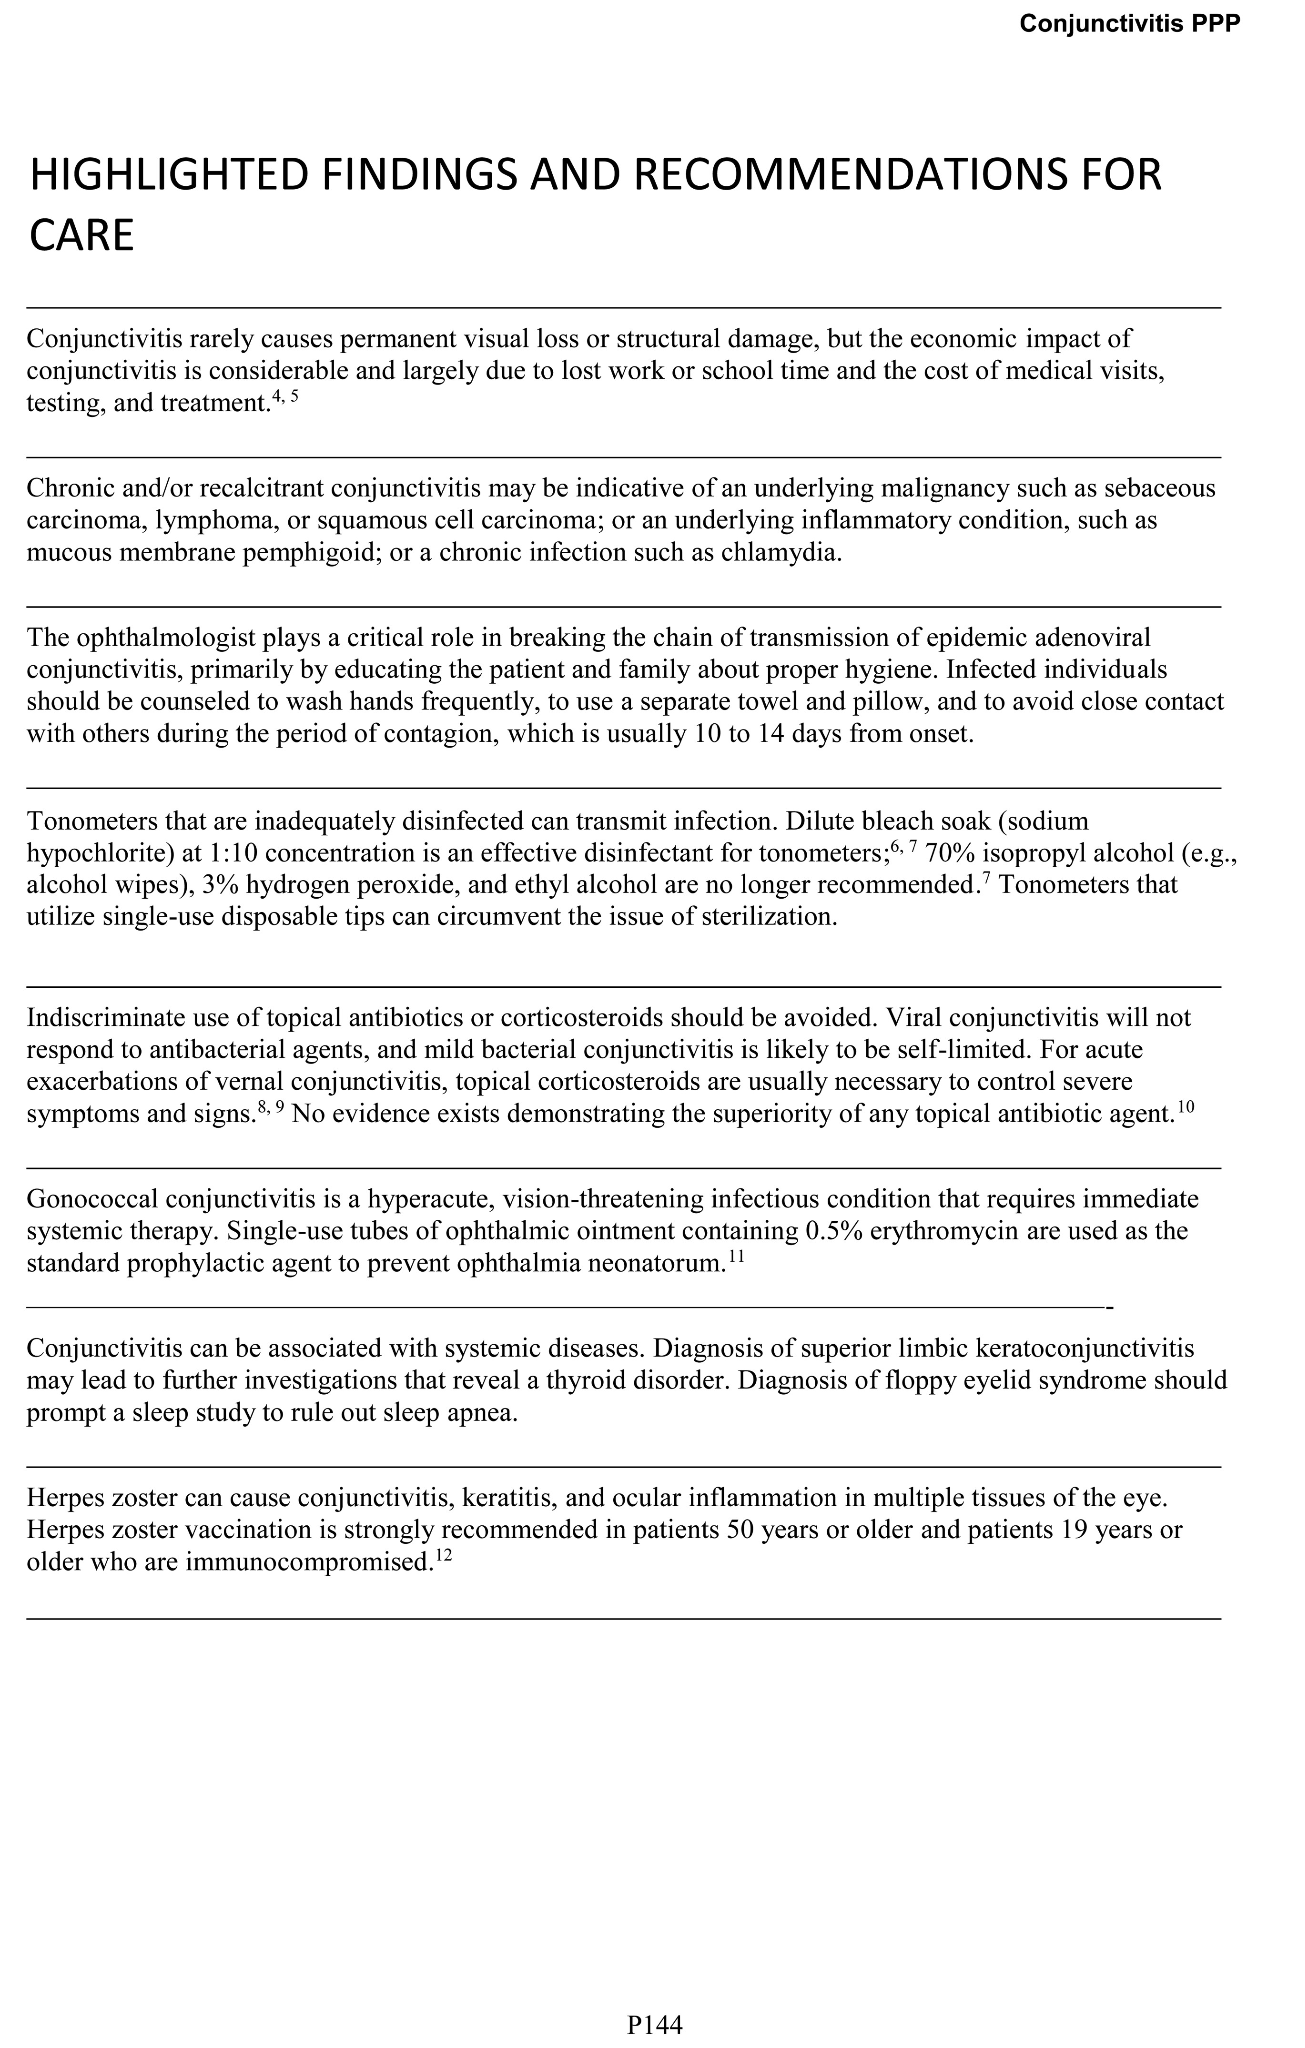 Conjunctivitis PPP
HIGHLIGHTED FINDINGS AND RECOMMENDATIONS FOR
CARE
Conjunctivitis rarely causes permanent visual loss or structural damage, but the economic impact of
conjunctivitis is considerable and largely due to lost work or school time and the cost of medical visits,
testing, and treatment.4, 5
Chronic and/or recalcitrant conjunctivitis may be indicative of an underlying malignancy such as sebaceous
carcinoma, lymphoma, or squamous cell carcinoma; or an underlying inflammatory condition, such as
mucous membrane pemphigoid; or a chronic infection such as chlamydia.
The ophthalmologist plays a critical role in breaking the chain of transmission of epidemic adenoviral
conjunctivitis, primarily by educating the patient and family about proper hygiene. Infected individuals
should be counseled to wash hands frequently, to use a separate towel and pillow, and to avoid close contact
with others during the period of contagion, which is usually 10 to 14 days from onset.
Tonometers that are inadequately disinfected can transmit infection. Dilute bleach soak (sodium
hypochlorite) at 1:10 concentration is an effective disinfectant for tonometers;6, 7 70% isopropyl alcohol (e.g.,
alcohol wipes), 3% hydrogen peroxide, and ethyl alcohol are no longer recommended.7 Tonometers that
utilize single-use disposable tips can circumvent the issue of sterilization.
Indiscriminate use of topical antibiotics or corticosteroids should be avoided. Viral conjunctivitis will not
respond to antibacterial agents, and mild bacterial conjunctivitis is likely to be self-limited. For acute
exacerbations of vernal conjunctivitis, topical corticosteroids are usually necessary to control severe
symptoms and signs.8, 9 No evidence exists demonstrating the superiority of any topical antibiotic agent.10
Gonococcal conjunctivitis is a hyperacute, vision-threatening infectious condition that requires immediate
systemic therapy. Single-use tubes of ophthalmic ointment containing 0.5% erythromycin are used as the
standard prophylactic agent to prevent ophthalmia neonatorum.11
-
Conjunctivitis can be associated with systemic diseases. Diagnosis of superior limbic keratoconjunctivitis
may lead to further investigations that reveal a thyroid disorder. Diagnosis of floppy eyelid syndrome should
prompt a sleep study to rule out sleep apnea.
Herpes zoster can cause conjunctivitis, keratitis, and ocular inflammation in multiple tissues of the eye.
Herpes zoster vaccination is strongly recommended in patients 50 years or older and patients 19 years or
older who are immunocompromised.12
P144